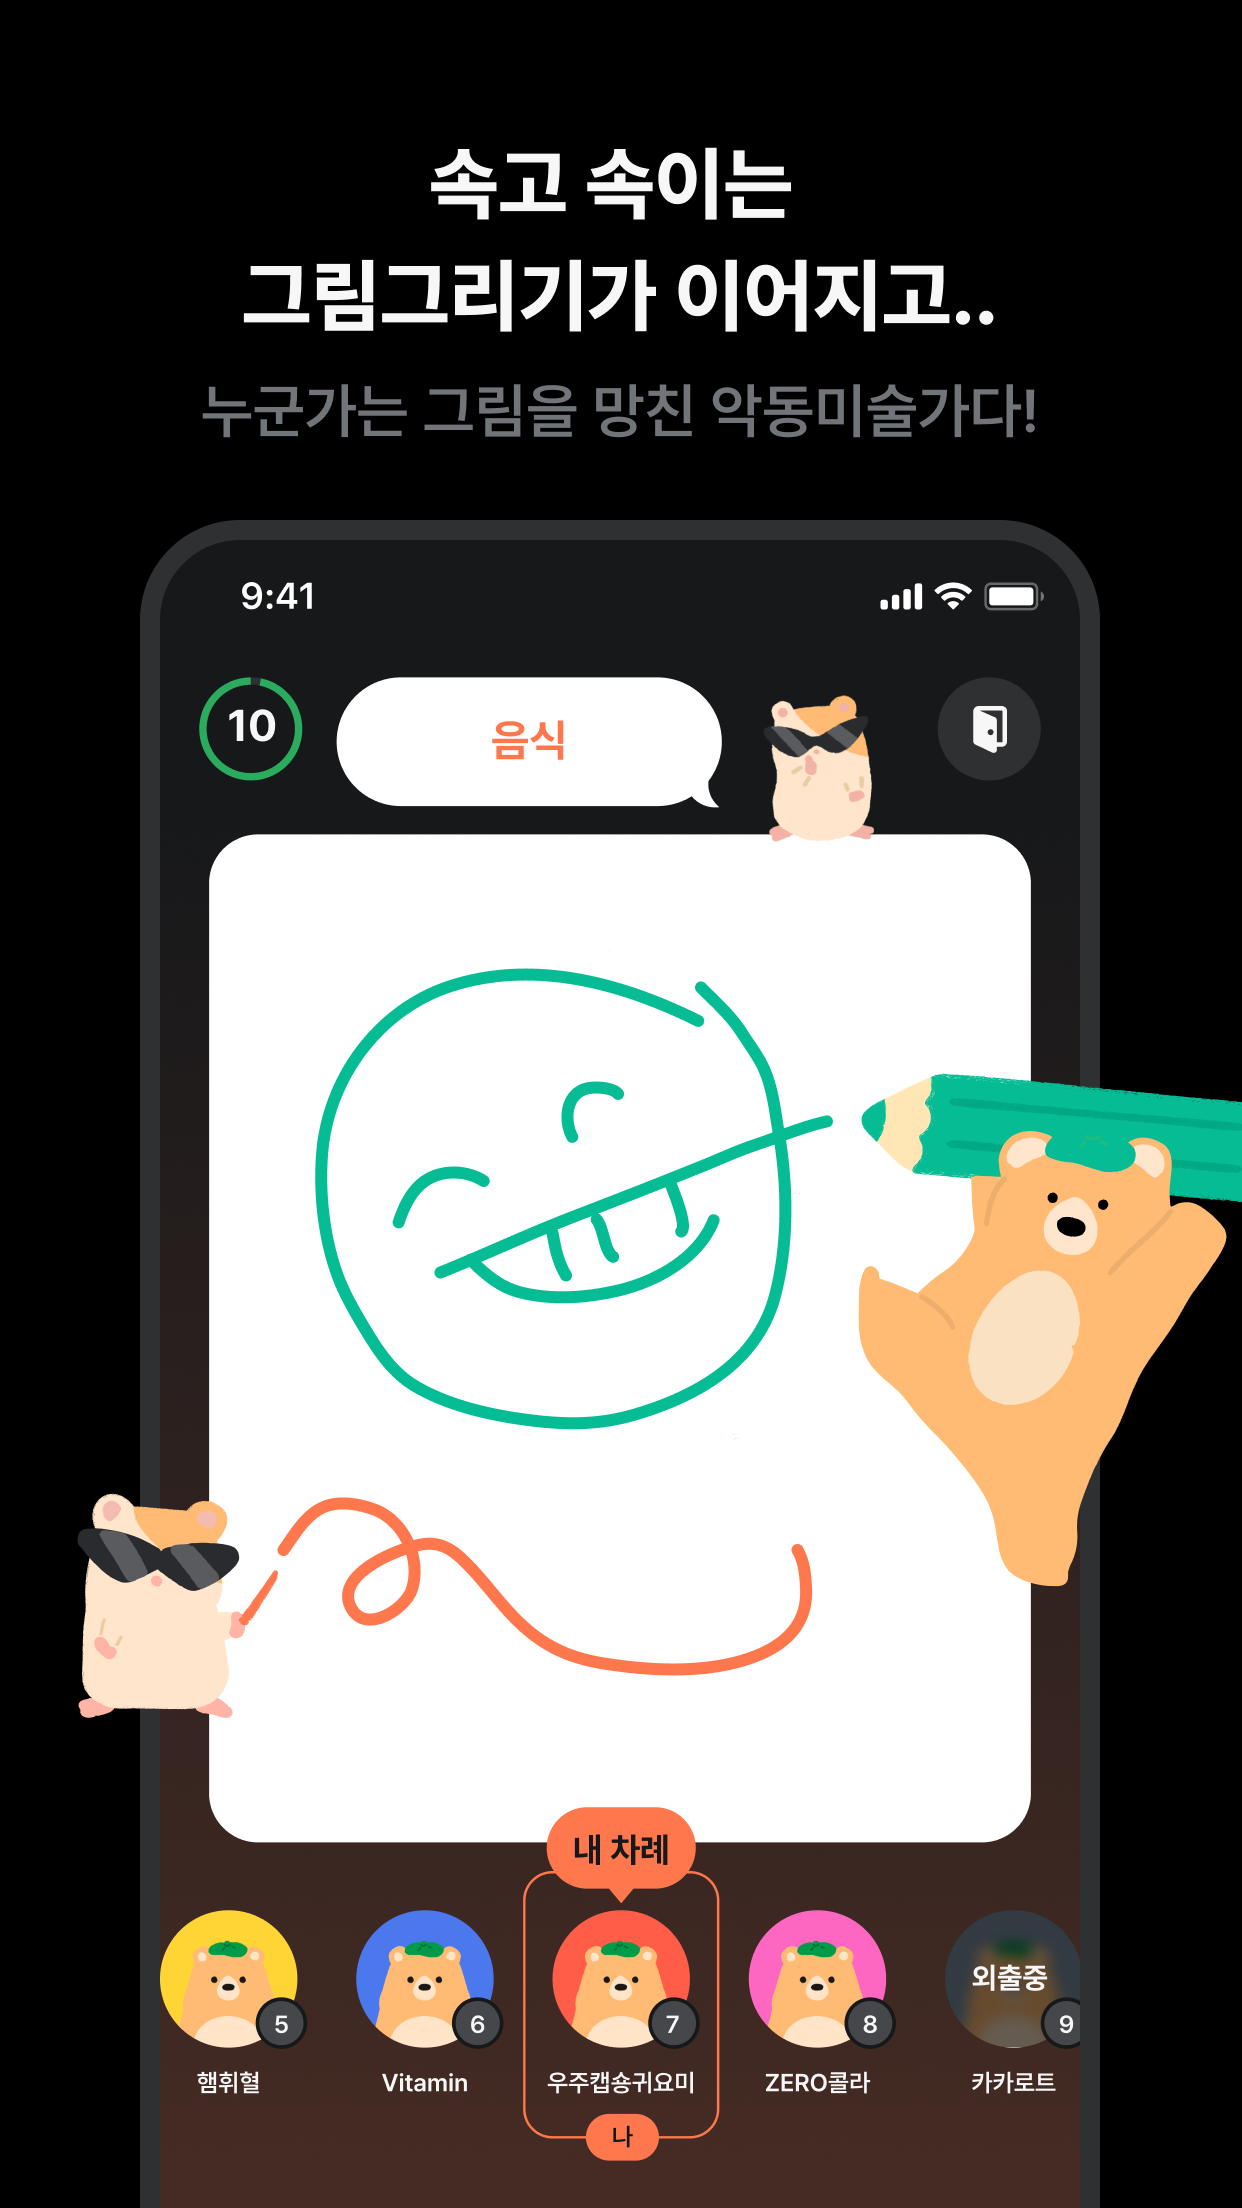 속고 속이는
그림그리기가 이어지고..
누군가는 그림을 망친 악동미술가다!
9:41
10
음식
내 차례
외출중
5
6
7
8
9
햄휘혈
Vitamin
우주캡숑귀요미
ZERO콜라
카카로트
나